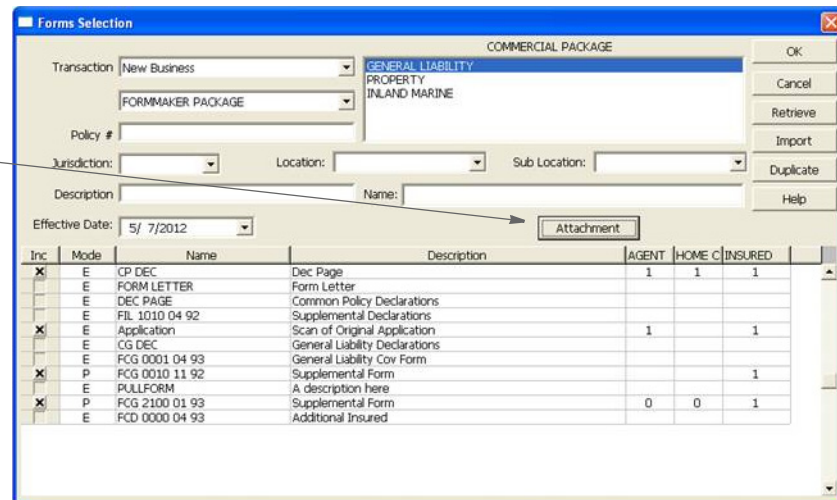 Forms Selection
COMMERCIAL PACKAGE
Transaction New Business
GENERAL LIABILITY
PROPERTY
INLAND MARINE
FORMMAKER PACKAGE
Policy #
Jurisdiction: Location: Sub Location:
Description Name:
Effective Date: 5/ 7/2012 Attachment
OK
Cancel
Retrieve
Import
Duplicate
Help
Inc Mode Name Description AGENT HOME C INSURED
X E CP DEC Dec Page 1 1 1
E FORM LETTER Form Letter
E DEC PAGE Common Policy Declarations
E FIL 1010 04 92 Supplemental Declarations
X E Application Scan of Original Application 1 1
E CG DEC General Liability Declarations
E FCG 0001 04 93 General Liability Cov Form
X P FCG 0010 11 92 Supplemental Form 1
E PULLFORM A description here
X P FCG 2100 01 93 Supplemental Form 0 0 1
E FCD 0000 04 93 Additional Insured